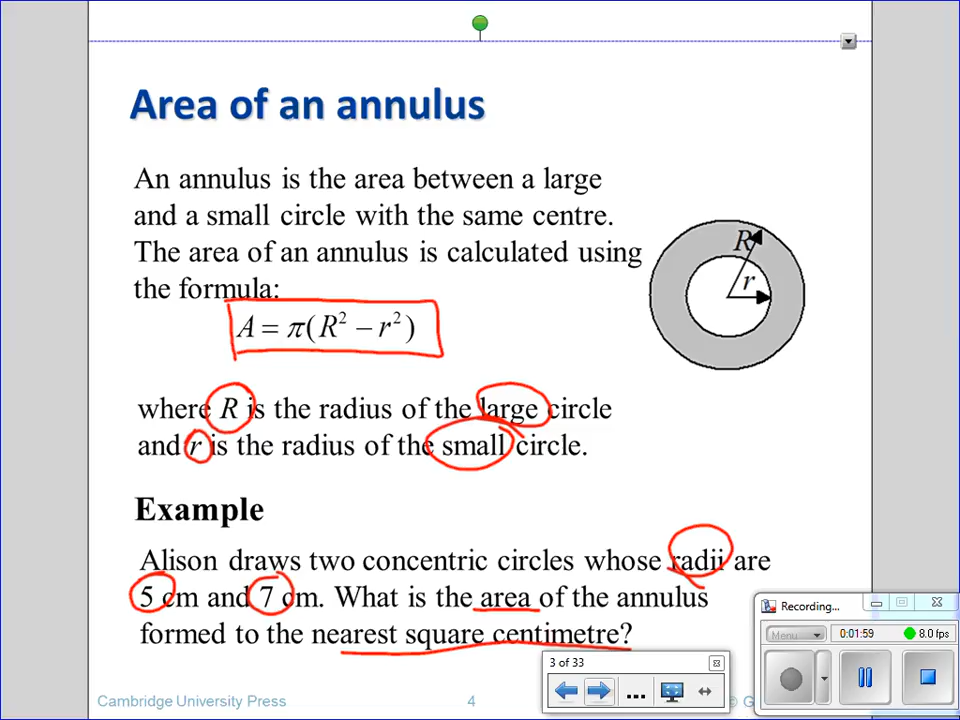 Area of an annulus
An annulus is the area between a large
and a small circle with the same centre.
The area of an annulus is calculated using
the formula:
A = π(R² − r²)
R
r
where R is the radius of the large circle
and r is the radius of the small circle.
Example
Alison draws two concentric circles whose radii are
5 cm and 7 cm. What is the area of the annulus
formed to the nearest square centimetre?
Recording...
Menu
0:01:59
8.0 fps
3 of 33
...
Cambridge University Press
4
© G